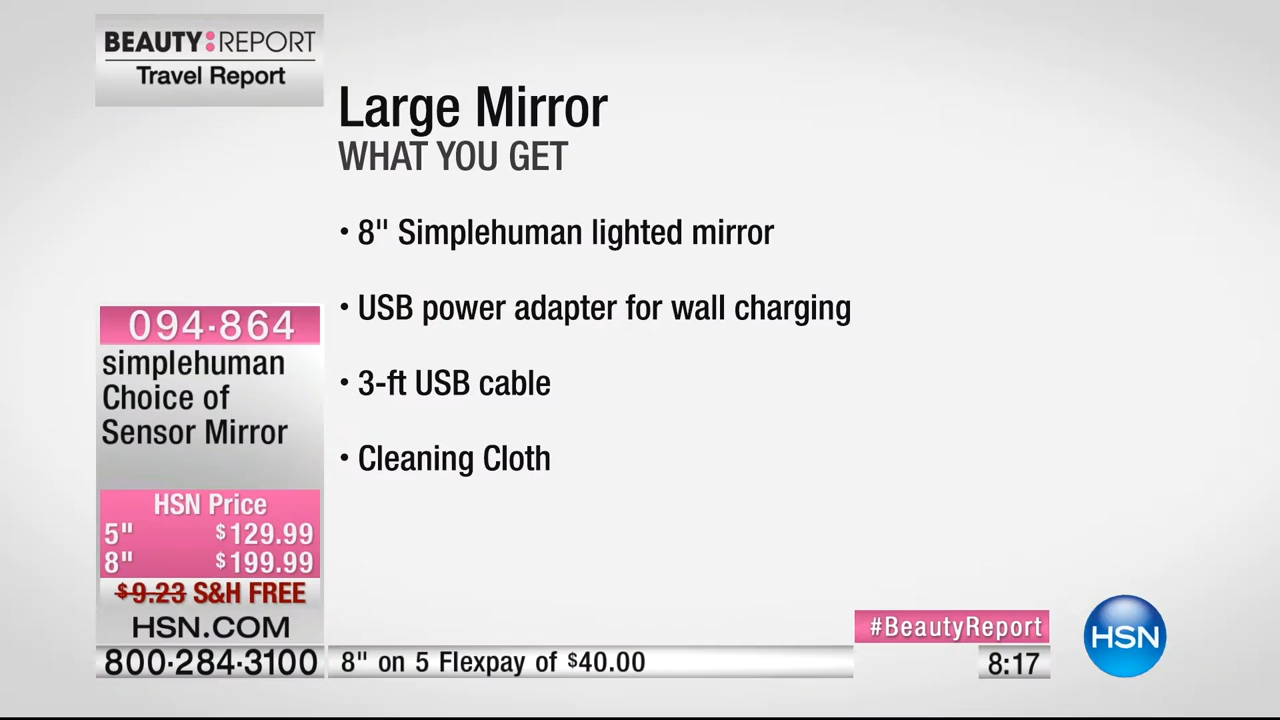 BEAUTY:REPORT
Travel Report
Large Mirror
WHAT YOU GET
• 8" Simplehuman lighted mirror
• USB power adapter for wall charging
• 3-ft USB cable
• Cleaning Cloth
094·864
simplehuman
Choice of
Sensor Mirror
HSN Price
5" $129.99
8" $199.99
$9.23 S&H FREE
HSN.COM
800·284·3100
8" on 5 Flexpay of $40.00
#BeautyReport
8:17
HSN